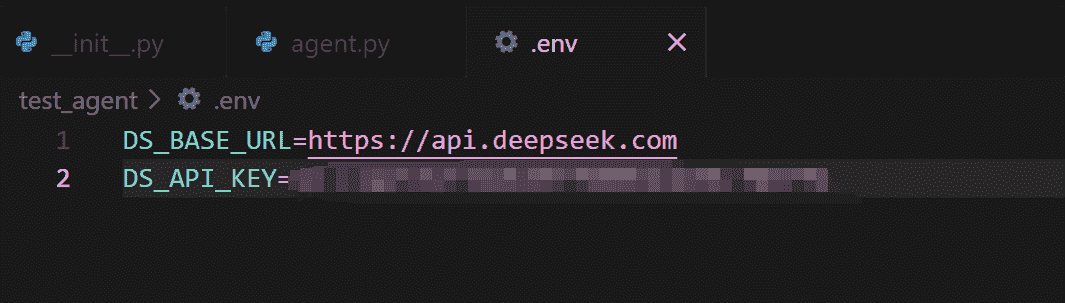 __init__.py
agent.py
.env
test_agent > .env
1 DS_BASE_URL=https://api.deepseek.com
2 DS_API_KEY=